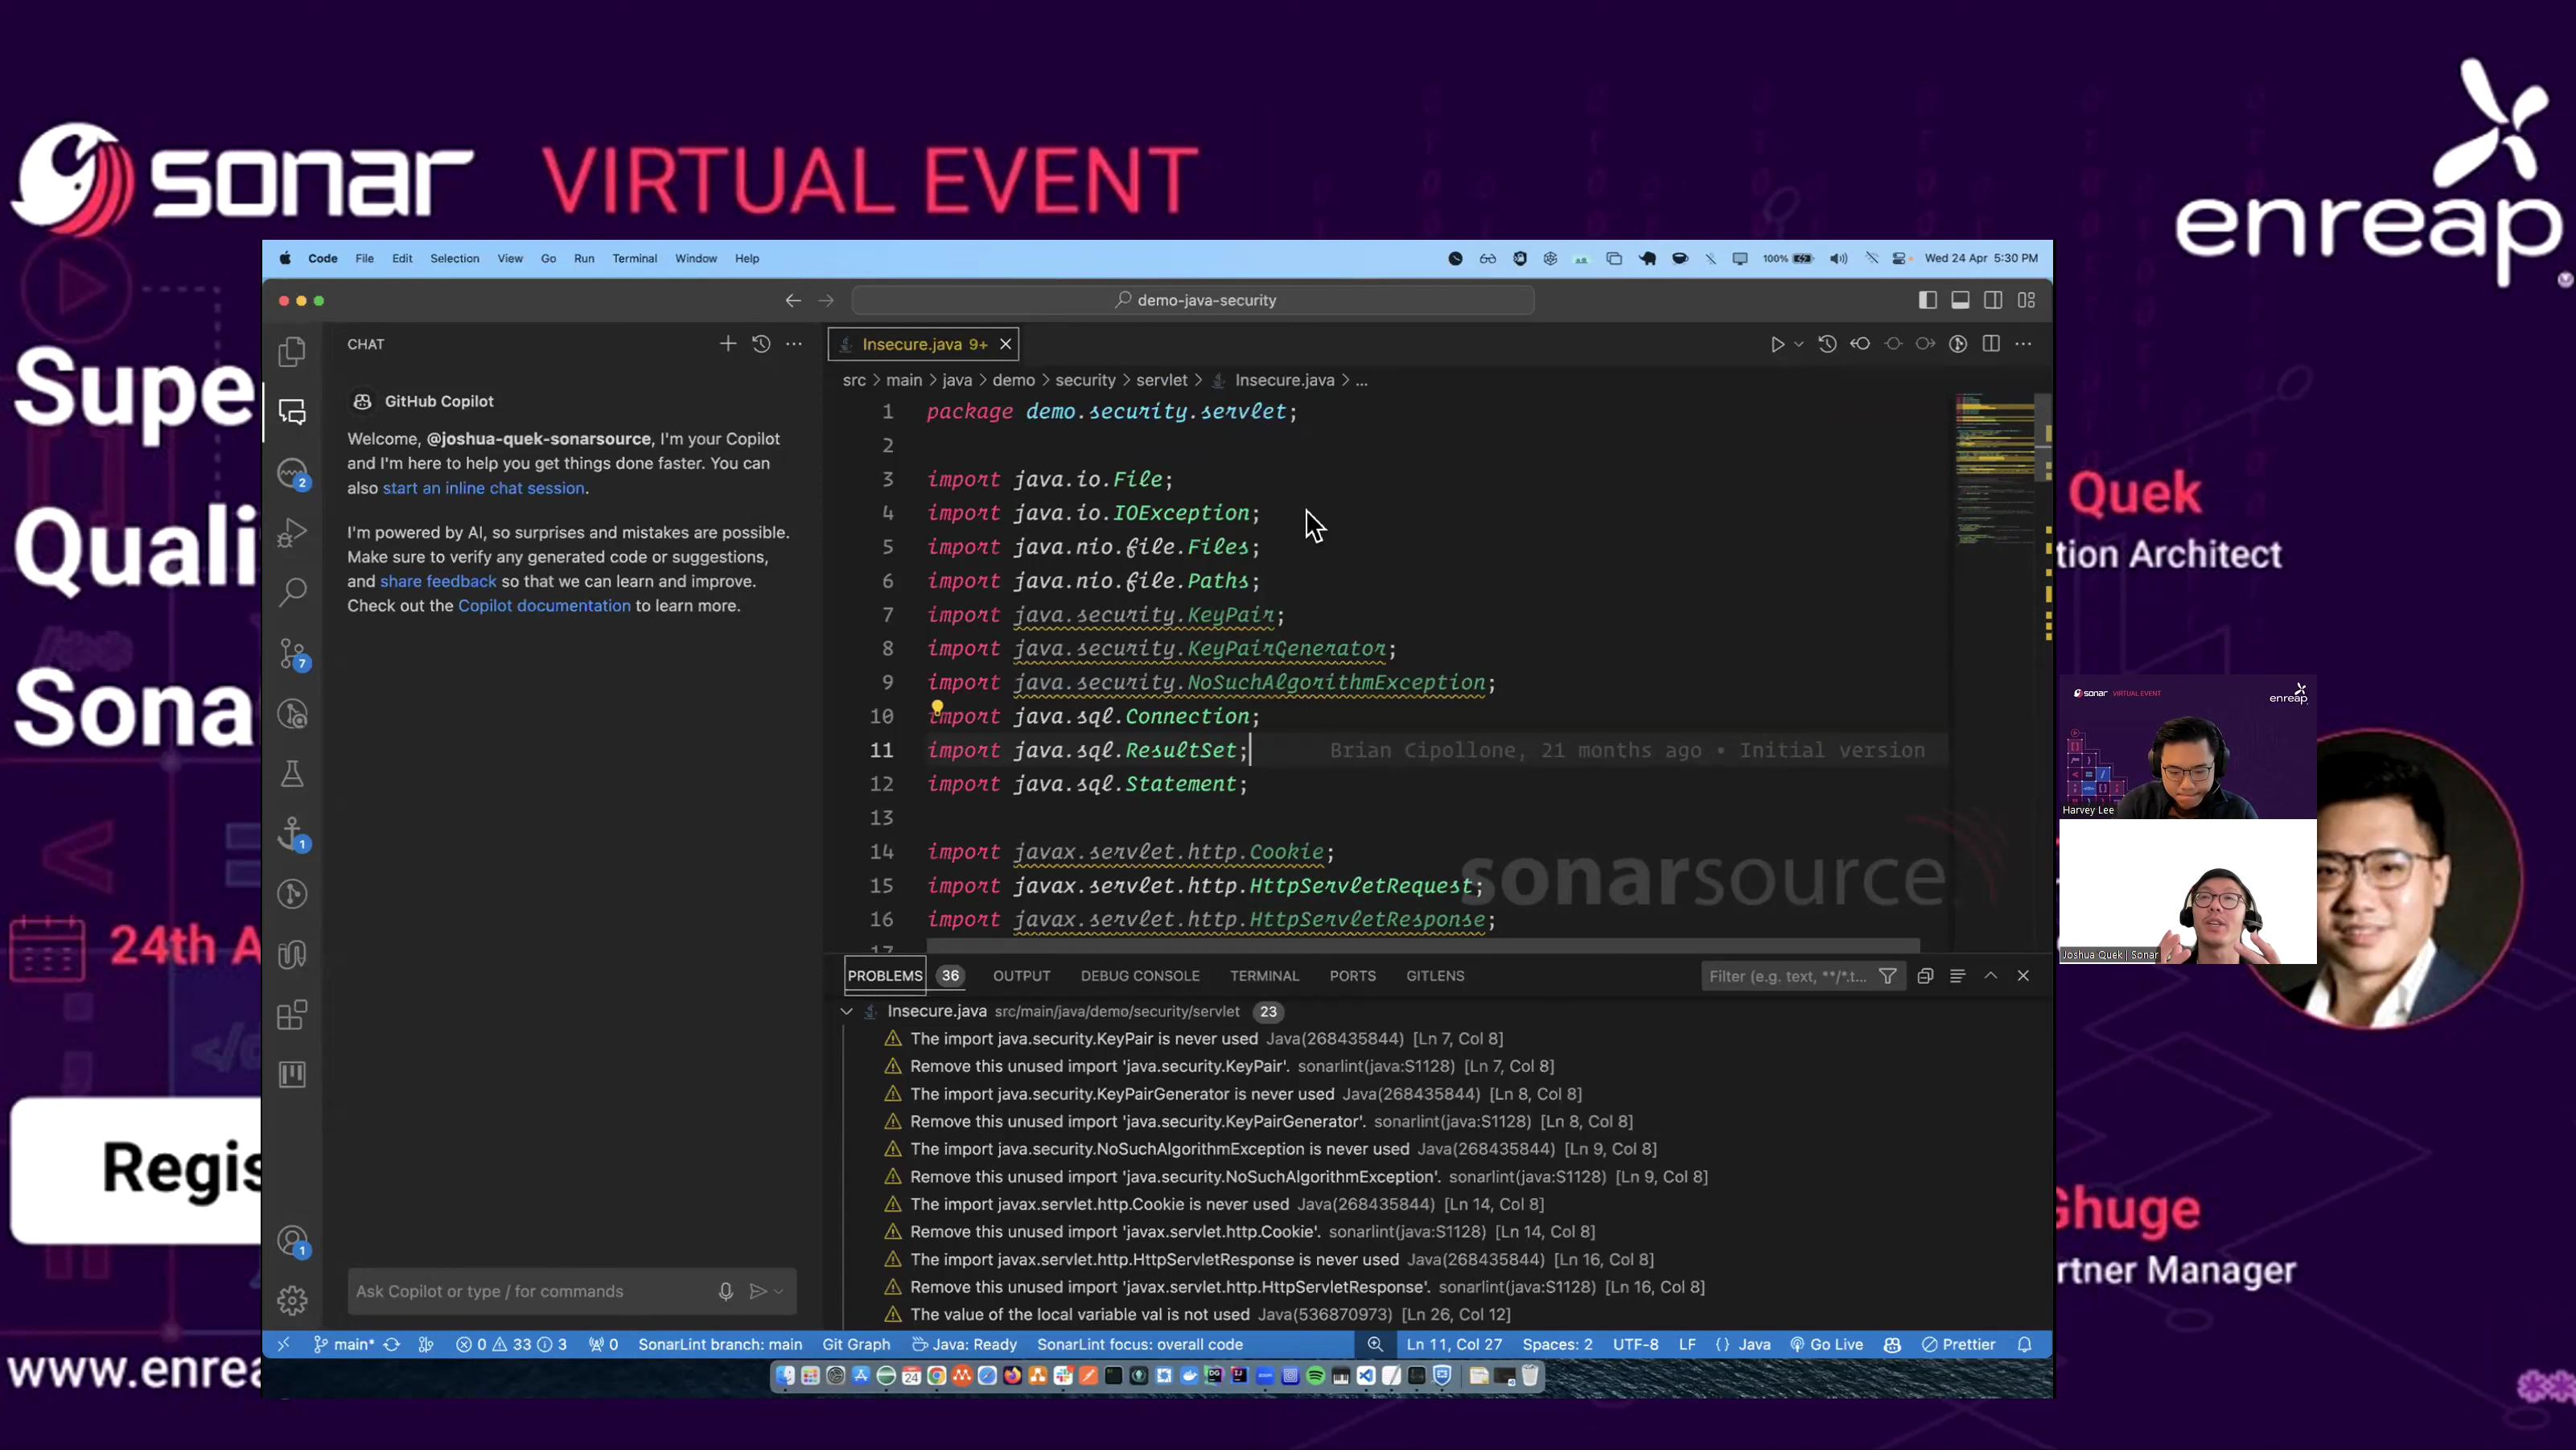 sonar VIRTUAL EVENT
enreap
Code File Edit Selection View Go Run Terminal Window Help
100% Wed 24 Apr 5:30 PM
demo-java-security
Supe
Quali
Sona
24th A
Regis
www.enrea
Quek
tion Architect
Ghuge
rtner Manager
CHAT
GitHub Copilot
Welcome, @joshua-quek-sonarsource, I'm your Copilot
and I'm here to help you get things done faster. You can
also start an inline chat session.
I'm powered by AI, so surprises and mistakes are possible.
Make sure to verify any generated code or suggestions,
and share feedback so that we can learn and improve.
Check out the Copilot documentation to learn more.
2
7
1
1
Ask Copilot or type / for commands
Insecure.java 9+
src > main > java > demo > security > servlet > Insecure.java > ...
1 package demo.security.servlet;
2
3 import java.io.File;
4 import java.io.IOException;
5 import java.nio.file.Files;
6 import java.nio.file.Paths;
7 import java.security.KeyPair;
8 import java.security.KeyPairGenerator;
9 import java.security.NoSuchAlgorithmException;
10 import java.sql.Connection;
11 import java.sql.ResultSet; Brian Cipollone, 21 months ago • Initial version
12 import java.sql.Statement;
13
14 import javax.servlet.http.Cookie;
15 import javax.servlet.http.HttpServletRequest;
16 import javax.servlet.http.HttpServletResponse;
17
sonarsource
PROBLEMS 36 OUTPUT DEBUG CONSOLE TERMINAL PORTS GITLENS Filter (e.g. text, **/*.t...
Insecure.java src/main/java/demo/security/servlet 23
The import java.security.KeyPair is never used Java(268435844) [Ln 7, Col 8]
Remove this unused import 'java.security.KeyPair'. sonarlint(java:S1128) [Ln 7, Col 8]
The import java.security.KeyPairGenerator is never used Java(268435844) [Ln 8, Col 8]
Remove this unused import 'java.security.KeyPairGenerator'. sonarlint(java:S1128) [Ln 8, Col 8]
The import java.security.NoSuchAlgorithmException is never used Java(268435844) [Ln 9, Col 8]
Remove this unused import 'java.security.NoSuchAlgorithmException'. sonarlint(java:S1128) [Ln 9, Col 8]
The import javax.servlet.http.Cookie is never used Java(268435844) [Ln 14, Col 8]
Remove this unused import 'javax.servlet.http.Cookie'. sonarlint(java:S1128) [Ln 14, Col 8]
The import javax.servlet.http.HttpServletResponse is never used Java(268435844) [Ln 16, Col 8]
Remove this unused import 'javax.servlet.http.HttpServletResponse'. sonarlint(java:S1128) [Ln 16, Col 8]
The value of the local variable val is not used Java(536870973) [Ln 26, Col 12]
main* 0 33 3 0 SonarLint branch: main Git Graph Java: Ready SonarLint focus: overall code Ln 11, Col 27 Spaces: 2 UTF-8 LF {} Java Go Live Prettier
24
sonar VIRTUAL EVENT enreap
Harvey Lee
Joshua Quek | Sonar